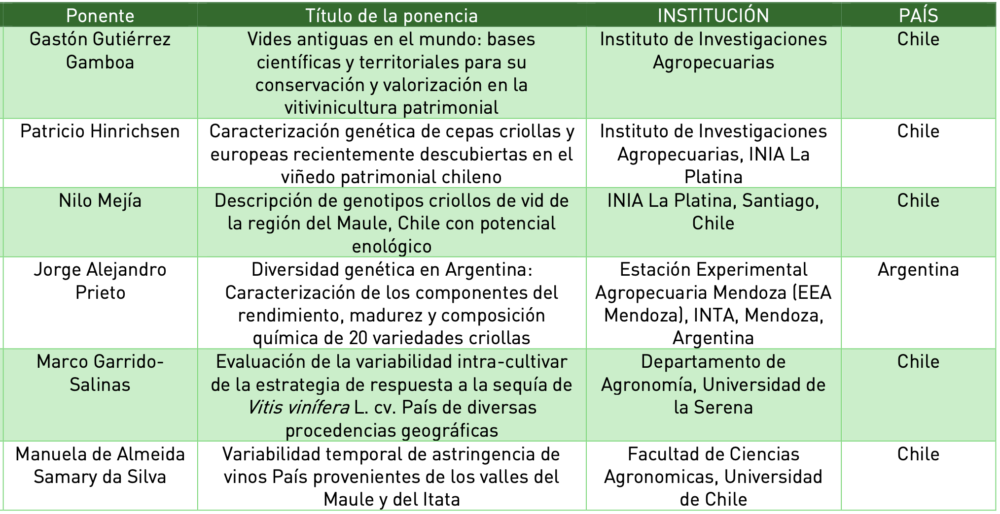 Ponente
Título de la ponencia
INSTITUCIÓN
PAÍS
Gastón Gutiérrez
Gamboa
Vides antiguas en el mundo: bases
científicas y territoriales para su
conservación y valorización en la
vitivinicultura patrimonial
Instituto de Investigaciones
Agropecuarias
Chile
Patricio Hinrichsen
Caracterización genética de cepas criollas y
europeas recientemente descubiertas en el
viñedo patrimonial chileno
Instituto de Investigaciones
Agropecuarias, INIA La
Platina
Chile
Nilo Mejía
Descripción de genotipos criollos de vid de
la región del Maule, Chile con potencial
enológico
INIA La Platina, Santiago,
Chile
Chile
Jorge Alejandro
Prieto
Diversidad genética en Argentina:
Caracterización de los componentes del
rendimiento, madurez y composición
química de 20 variedades criollas
Estación Experimental
Agropecuaria Mendoza (EEA
Mendoza), INTA, Mendoza,
Argentina
Argentina
Marco Garrido-
Salinas
Evaluación de la variabilidad intra-cultivar
de la estrategia de respuesta a la sequía de
Vitis vinífera L. cv. País de diversas
procedencias geográficas
Departamento de
Agronomía, Universidad de
la Serena
Chile
Manuela de Almeida
Samary da Silva
Variabilidad temporal de astringencia de
vinos País provenientes de los valles del
Maule y del Itata
Facultad de Ciencias
Agronomicas, Universidad
de Chile
Chile